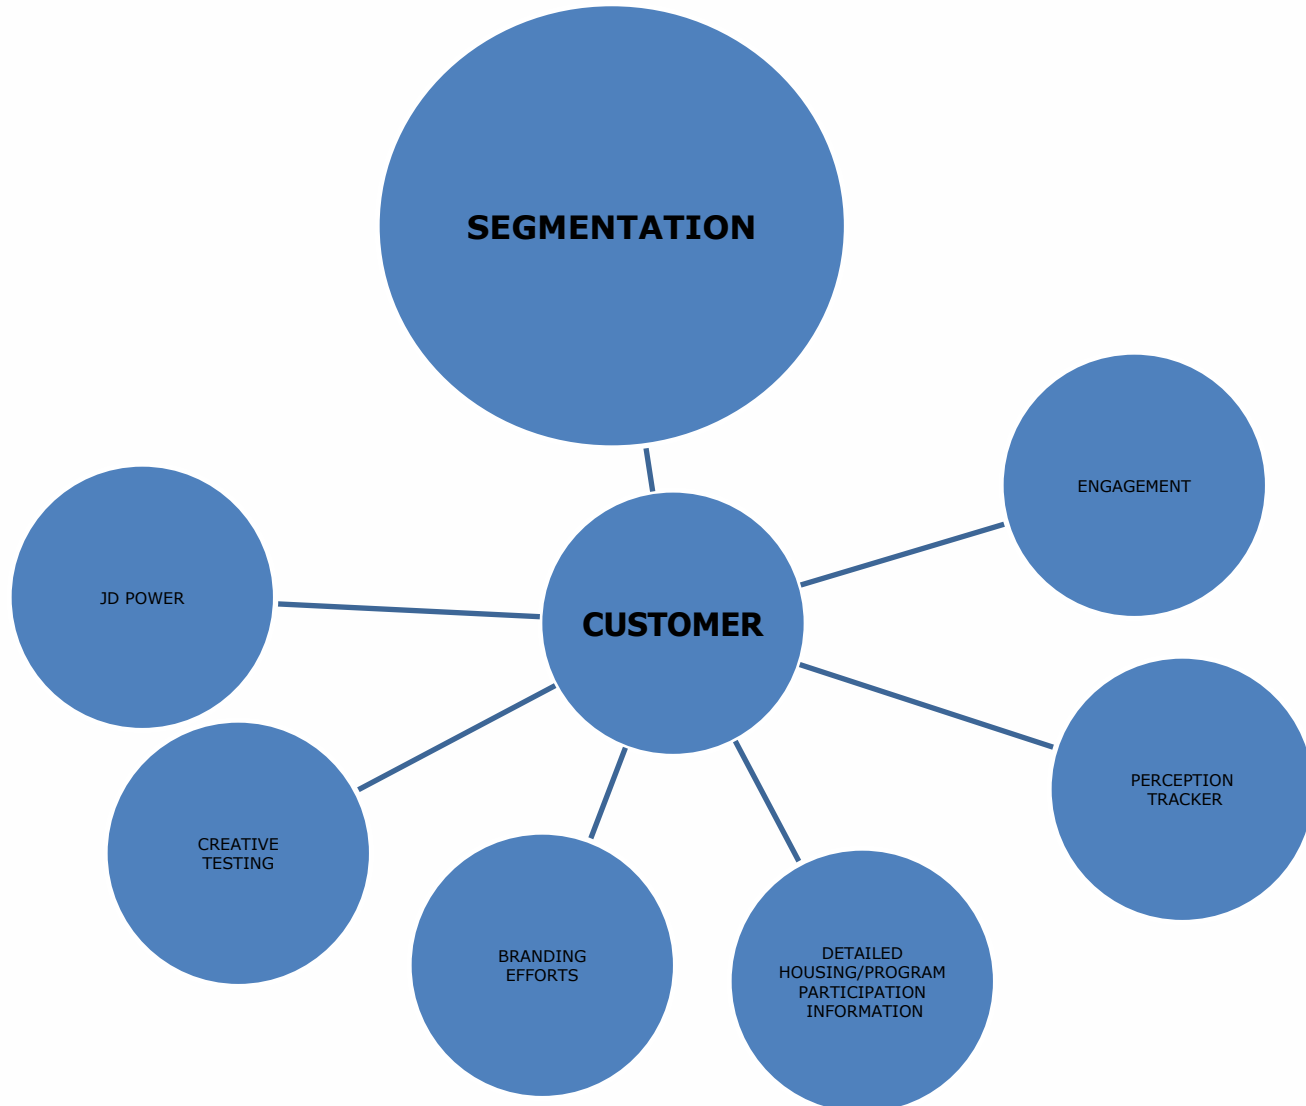 SEGMENTATION
ENGAGEMENT
JD POWER
CUSTOMER
PERCEPTION
TRACKER
CREATIVE
TESTING
BRANDING
EFFORTS
DETAILED
HOUSING/PROGRAM
PARTICIPATION
INFORMATION